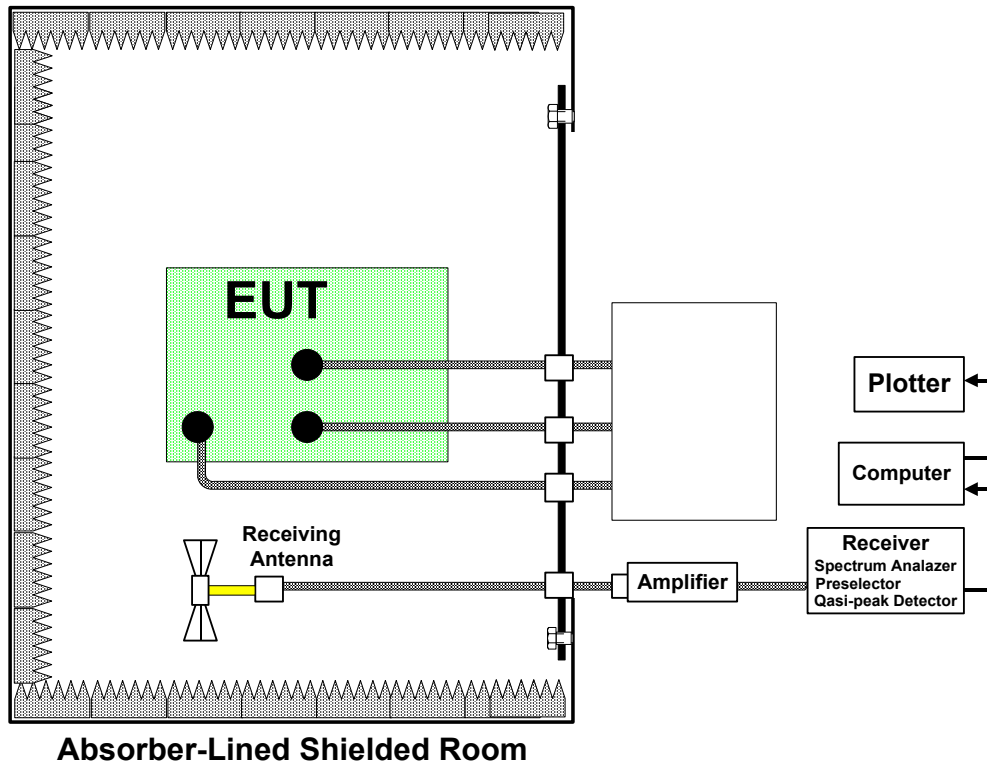 EUT
Plotter
Computer
Receiving
Antenna
Receiver
Spectrum Analazer
Preselector
Qasi-peak Detector
Amplifier
Absorber-Lined Shielded Room